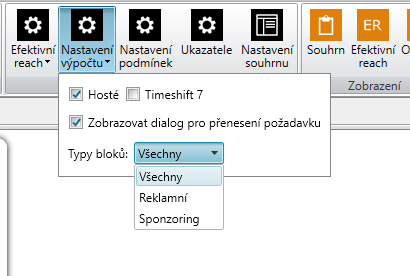 Efektivní
reach
Nastavení
výpočtu
Nastavení
podmínek
Ukazatele
Nastavení
souhrnu
Souhrn
ER
Efektivní
reach
Zobrazení
Hosté
Timeshift 7
Zobrazovat dialog pro přenesení požadavku
Typy bloků: Všechny
Všechny
Reklamní
Sponzoring